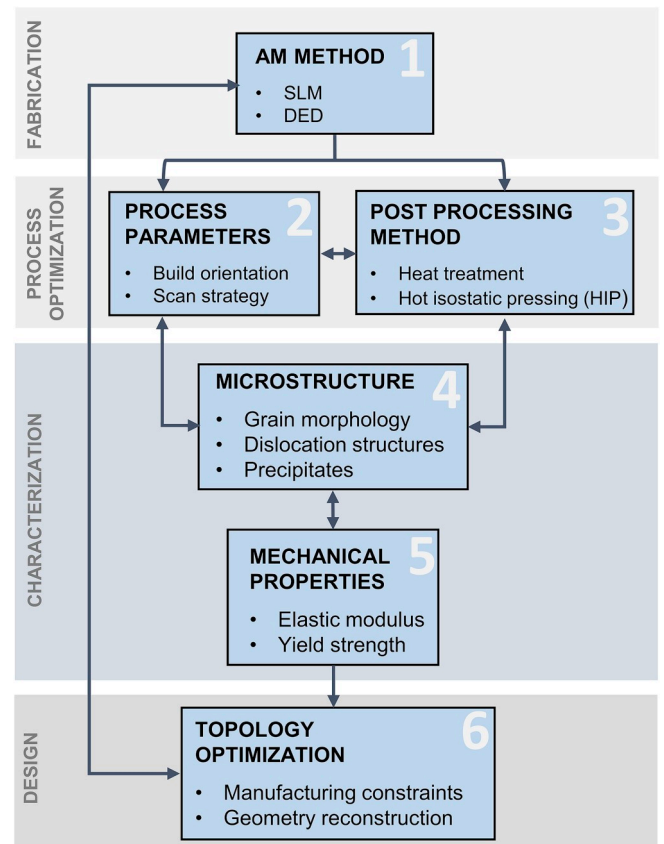 FABRICATION
AM METHOD
1
• SLM
• DED
PROCESS
OPTIMIZATION
PROCESS
PARAMETERS
2
• Build orientation
• Scan strategy
POST PROCESSING
METHOD
3
• Heat treatment
• Hot isostatic pressing (HIP)
CHARACTERIZATION
MICROSTRUCTURE
4
• Grain morphology
• Dislocation structures
• Precipitates
MECHANICAL
PROPERTIES
5
• Elastic modulus
• Yield strength
DESIGN
TOPOLOGY
OPTIMIZATION
6
• Manufacturing constraints
• Geometry reconstruction